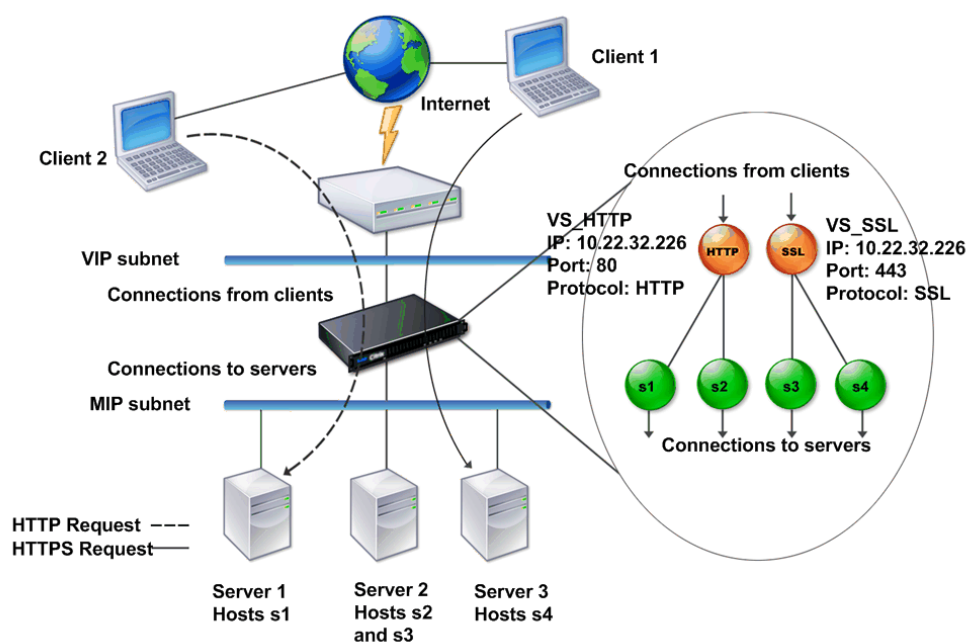 Client 1
Internet
Client 2
Connections from clients
VS_HTTP
IP: 10.22.32.226
Port: 80
Protocol: HTTP
HTTP
SSL
VS_SSL
IP: 10.22.32.226
Port: 443
Protocol: SSL
VIP subnet
Connections from clients
Connections to servers
MIP subnet
s1
s2
s3
s4
Connections to servers
HTTP Request
HTTPS Request
Server 1
Hosts s1
Server 2
Hosts s2
and s3
Server 3
Hosts s4